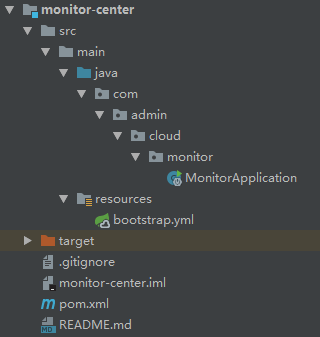 monitor-center
src
main
java
com
admin
cloud
monitor
MonitorApplication
resources
bootstrap.yml
target
.gitignore
monitor-center.iml
pom.xml
README.md